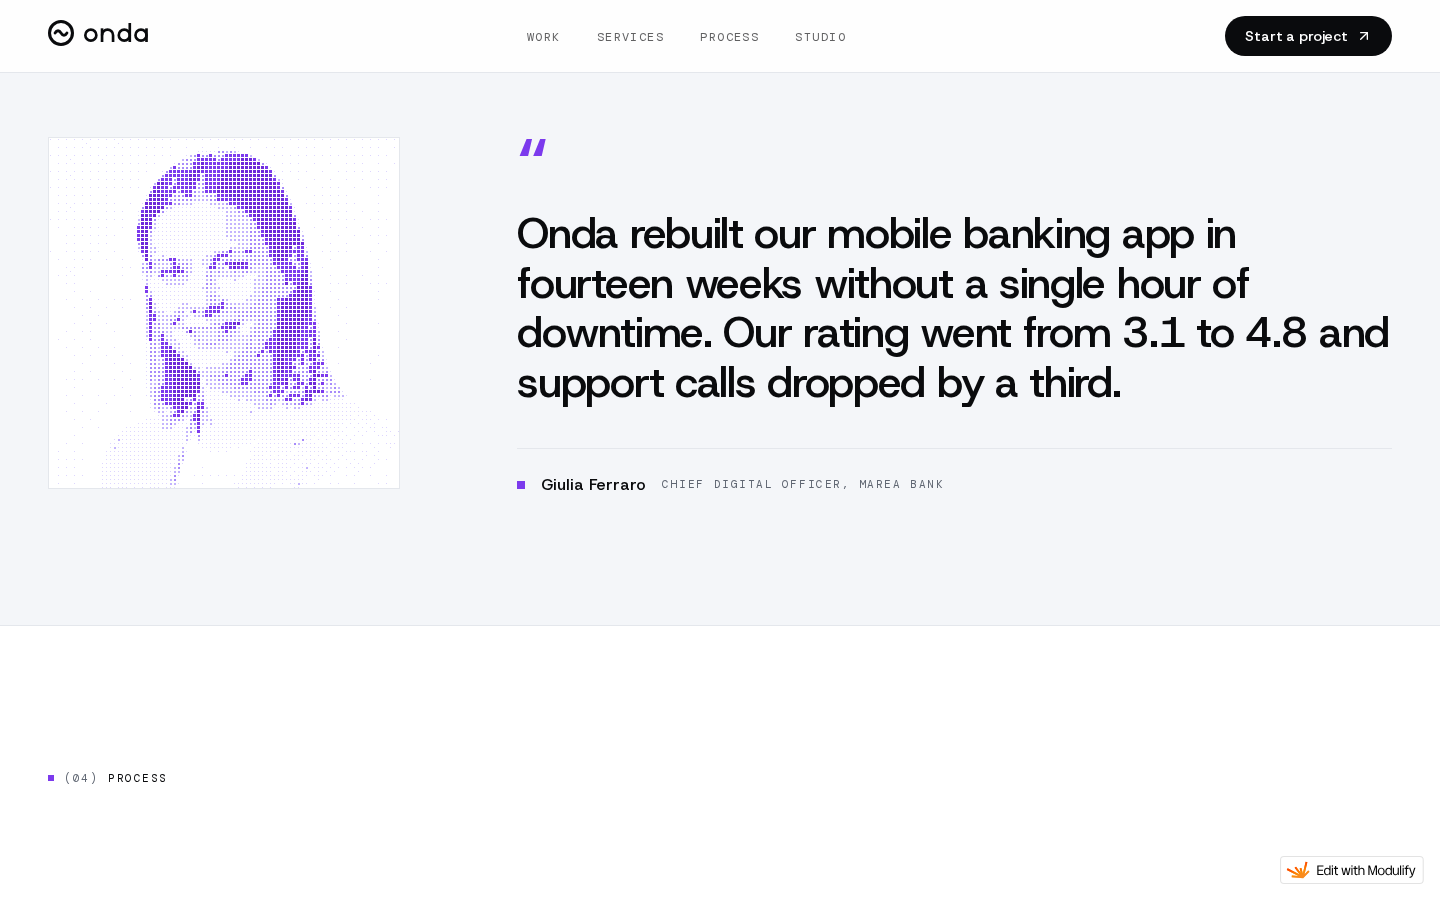 onda
WORK
SERVICES
PROCESS
STUDIO
Start a project
“
Onda rebuilt our mobile banking app in
fourteen weeks without a single hour of
downtime. Our rating went from 3.1 to 4.8 and
support calls dropped by a third.
Giulia Ferraro CHIEF DIGITAL OFFICER, MAREA BANK
(04) PROCESS
Edit with Modulify